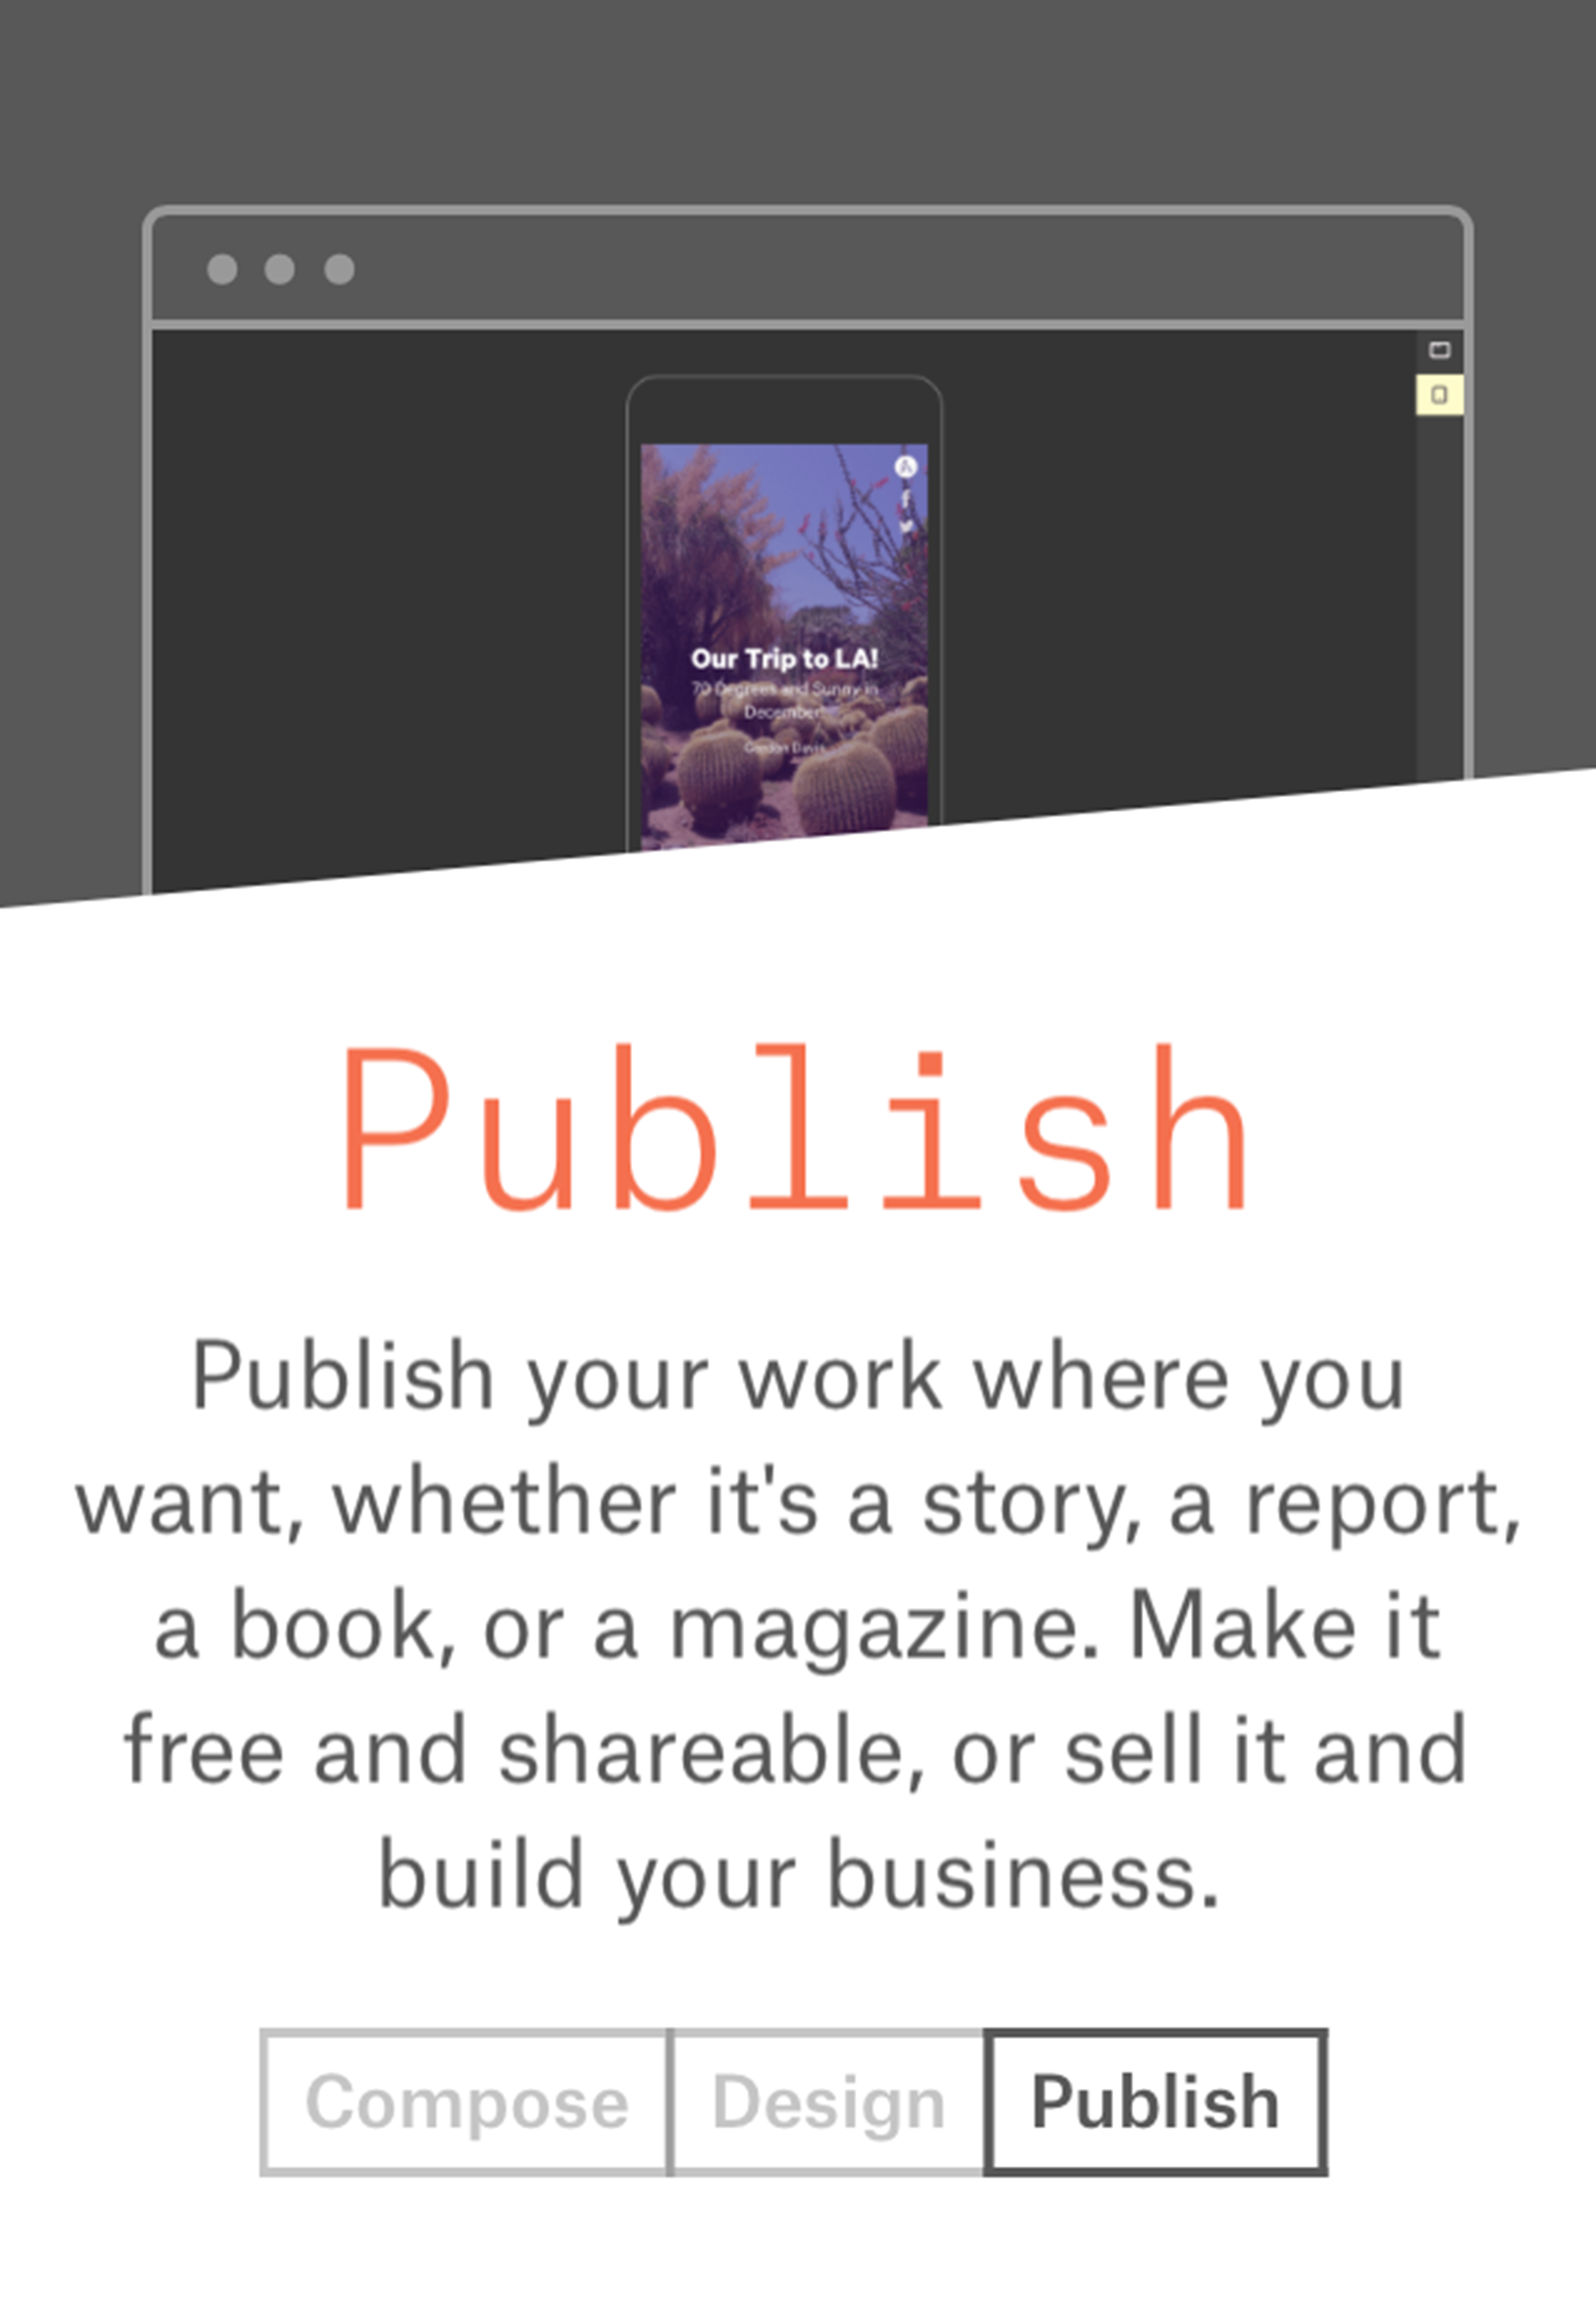 Our Trip to LA!
70 Degrees and Sunny in
December!
Gordon Davis
Publish
Publish your work where you
want, whether it's a story, a report,
a book, or a magazine. Make it
free and shareable, or sell it and
build your business.
Compose Design Publish